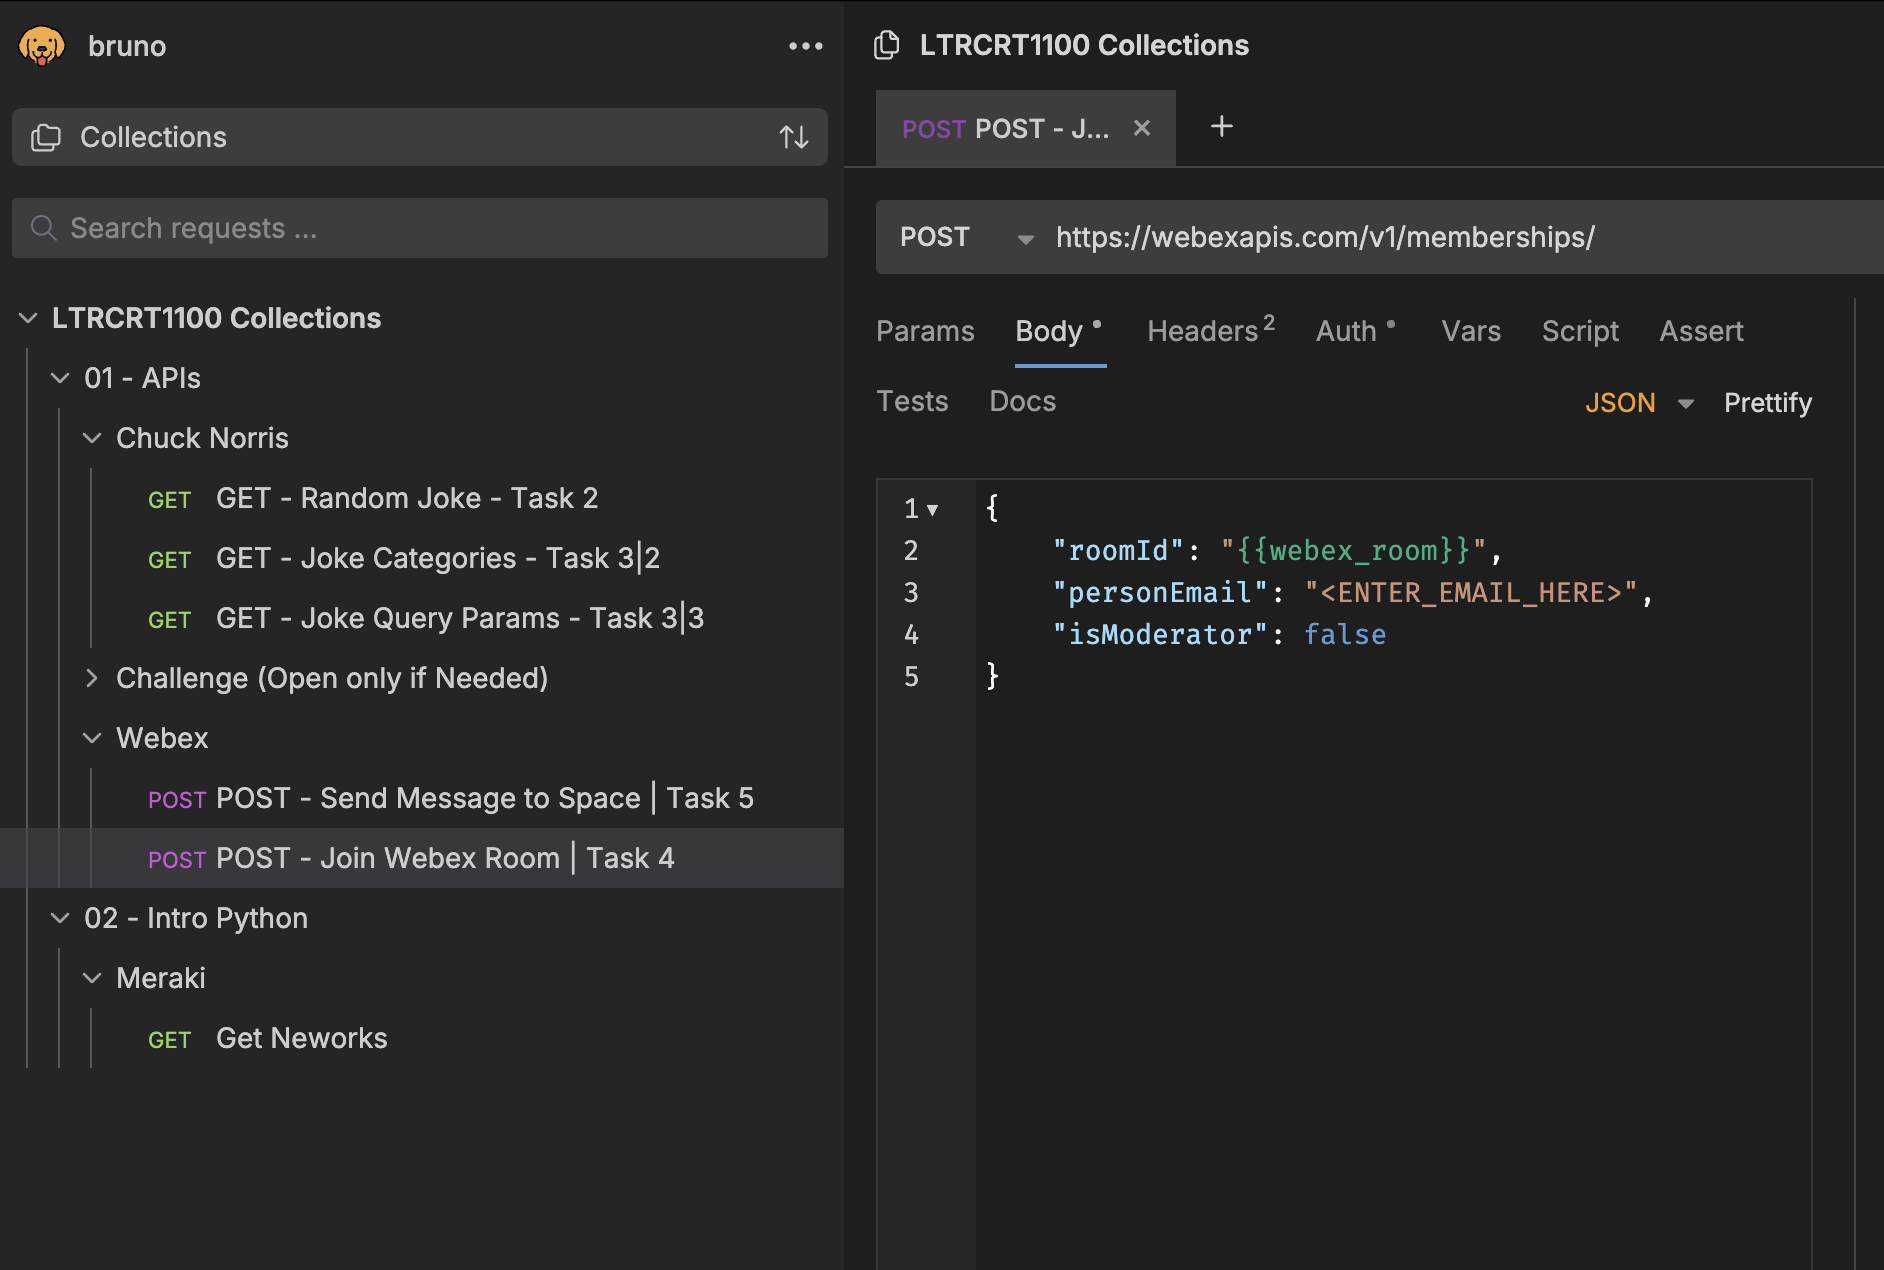 bruno
Collections
Search requests ...
LTRCRT1100 Collections
01 - APIs
Chuck Norris
GET GET - Random Joke - Task 2
GET GET - Joke Categories - Task 3|2
GET GET - Joke Query Params - Task 3|3
Challenge (Open only if Needed)
Webex
POST POST - Send Message to Space | Task 5
POST POST - Join Webex Room | Task 4
02 - Intro Python
Meraki
GET Get Neworks
LTRCRT1100 Collections
POST POST - J...
POST https://webexapis.com/v1/memberships/
Params Body Headers 2 Auth Vars Script Assert
Tests Docs JSON Prettify
1 {
2 "roomId": "{{webex_room}}",
3 "personEmail": "<ENTER_EMAIL_HERE>",
4 "isModerator": false
5 }